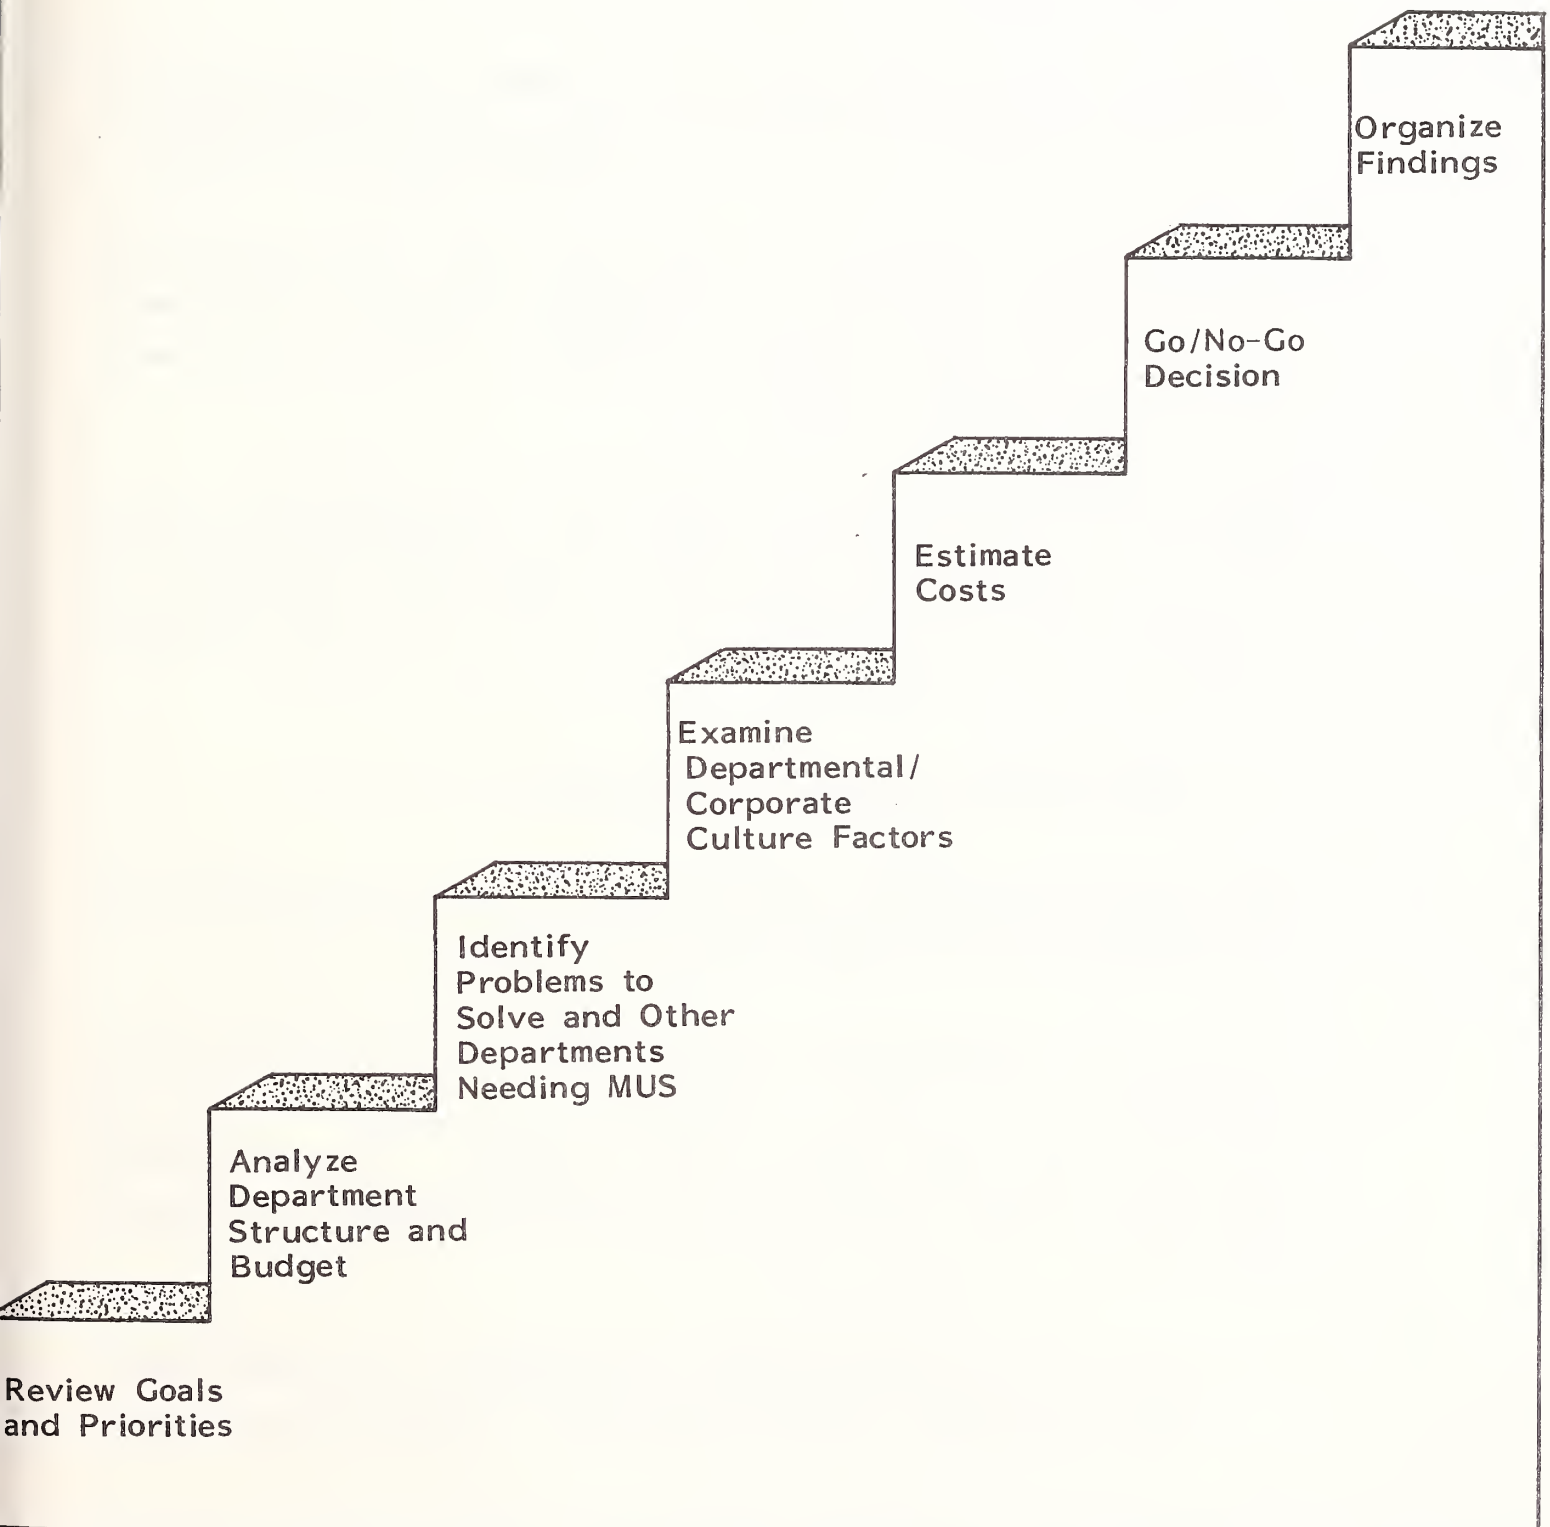 Organize
Findings
Go/No-Go
Decision
Estimate
Costs
Examine
Departmental/
Corporate
Culture Factors
Identify
Problems to
Solve and Other
Departments
Needing MUS
Analyze
Department
Structure and
Budget
Review Goals
and Priorities